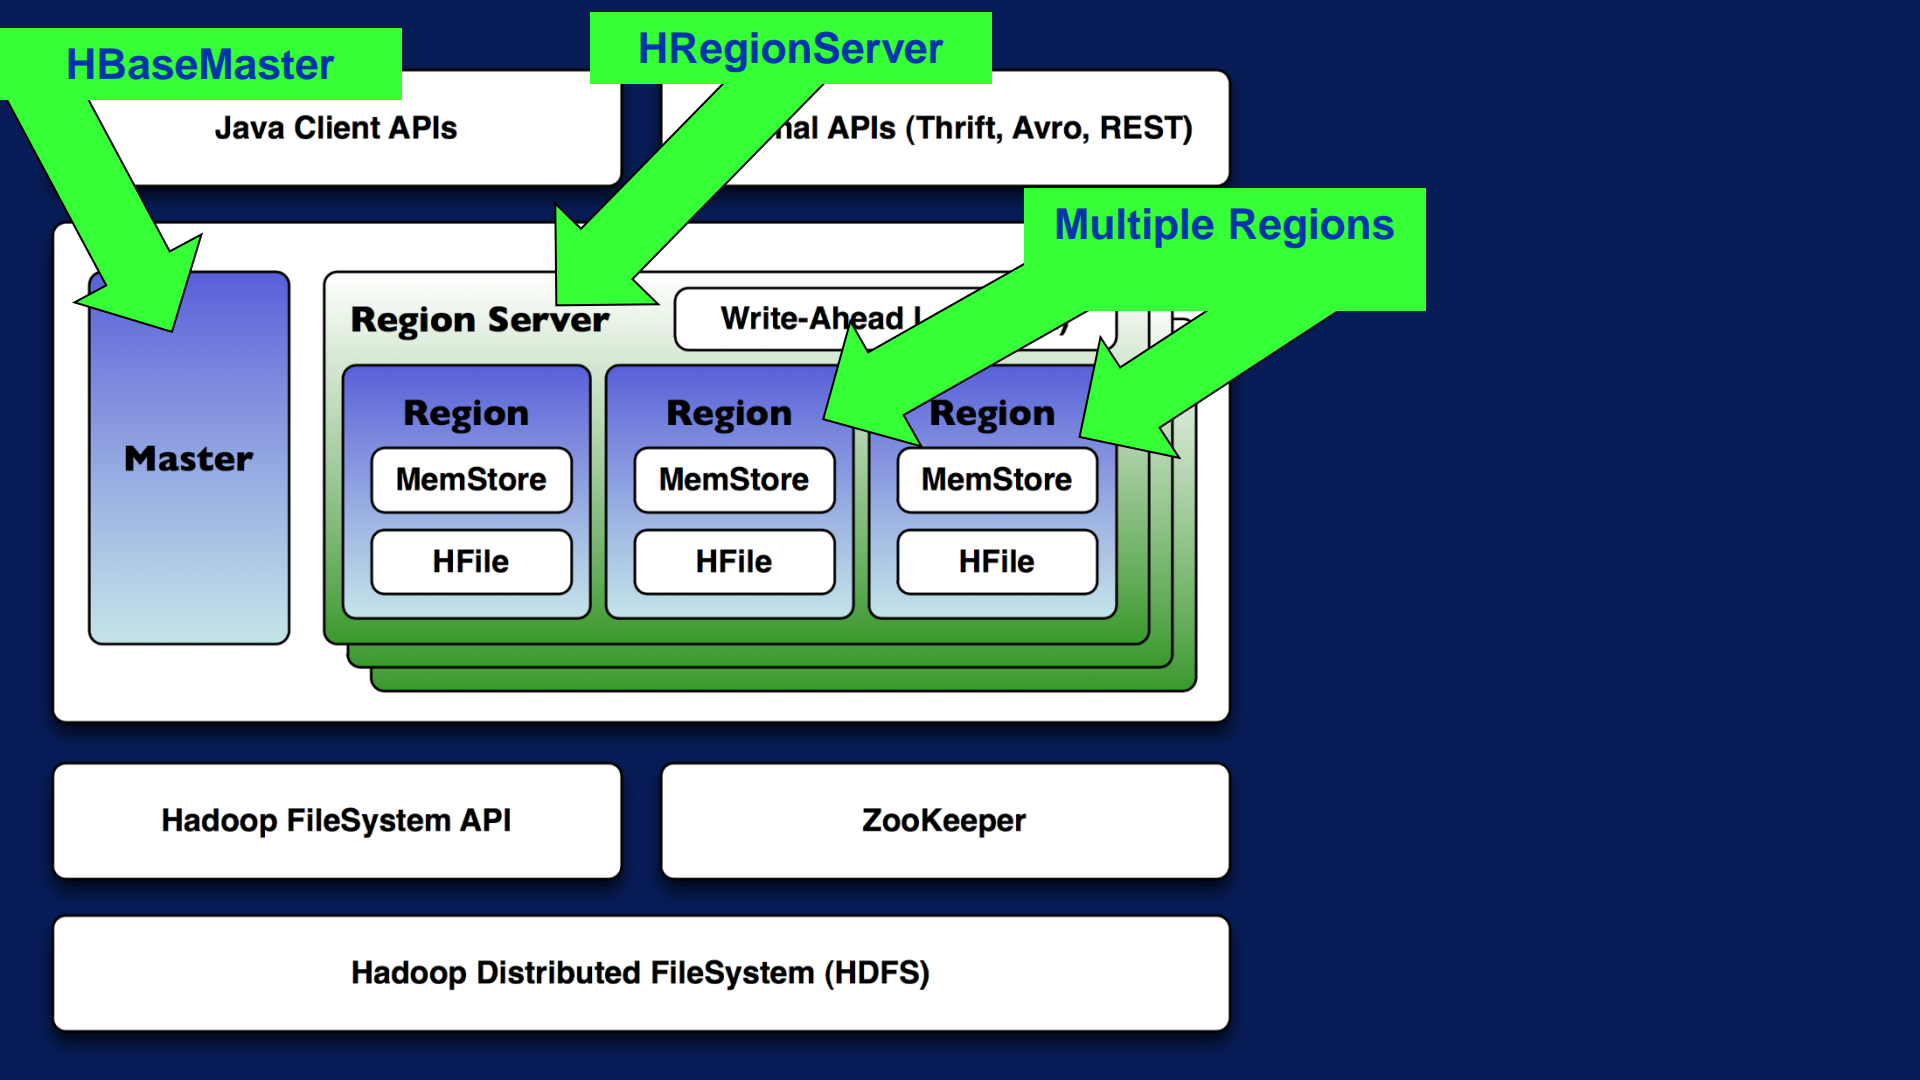 HBaseMaster
HRegionServer
Java Client APIs
APIs (Thrift, Avro, REST)
Multiple Regions
Region Server
Write-Ahead
Master
Region
Region
Region
MemStore
MemStore
MemStore
HFile
HFile
HFile
Hadoop FileSystem API
ZooKeeper
Hadoop Distributed FileSystem (HDFS)